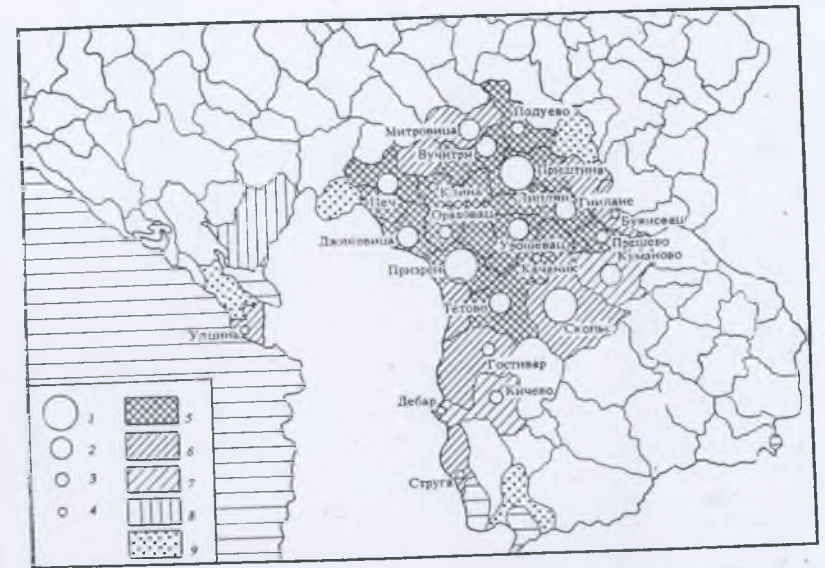 Подуево
Митровица
Вучитрн
Приштина
Клина
Липлян
Гнилане
Печ
Ораховац
Буяновац
Джяковица
Урошевац
Прешево
Куманово
Призрен
Качаник
Тетово
Скопье
Улцинь
Гостивар
Дебар
Кичево
Струга
1 5
2 6
3 7
4 8
9